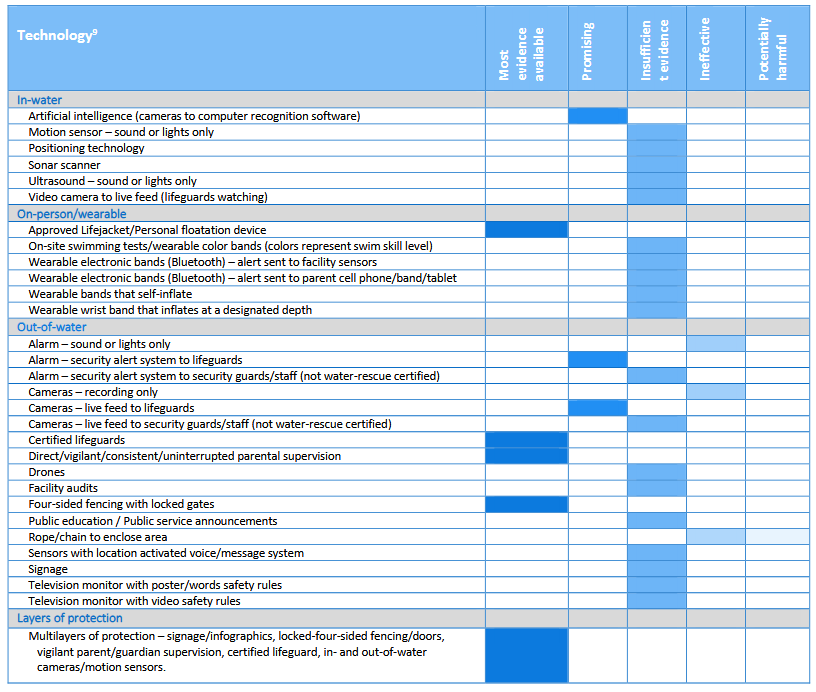 Technology⁹
Most
evidence
available
Promising
Insufficien
t evidence
Ineffective
Potentially
harmful
In-water
Artificial intelligence (cameras to computer recognition software)
Motion sensor – sound or lights only
Positioning technology
Sonar scanner
Ultrasound – sound or lights only
Video camera to live feed (lifeguards watching)
On-person/wearable
Approved Lifejacket/Personal floatation device
On-site swimming tests/wearable color bands (colors represent swim skill level)
Wearable electronic bands (Bluetooth) – alert sent to facility sensors
Wearable electronic bands (Bluetooth) – alert sent to parent cell phone/band/tablet
Wearable bands that self-inflate
Wearable wrist band that inflates at a designated depth
Out-of-water
Alarm – sound or lights only
Alarm – security alert system to lifeguards
Alarm – security alert system to security guards/staff (not water-rescue certified)
Cameras – recording only
Cameras – live feed to lifeguards
Cameras – live feed to security guards/staff (not water-rescue certified)
Certified lifeguards
Direct/vigilant/consistent/uninterrupted parental supervision
Drones
Facility audits
Four-sided fencing with locked gates
Public education / Public service announcements
Rope/chain to enclose area
Sensors with location activated voice/message system
Signage
Television monitor with poster/words safety rules
Television monitor with video safety rules
Layers of protection
Multilayers of protection – signage/infographics, locked-four-sided fencing/doors,
vigilant parent/guardian supervision, certified lifeguard, in- and out-of-water
cameras/motion sensors.